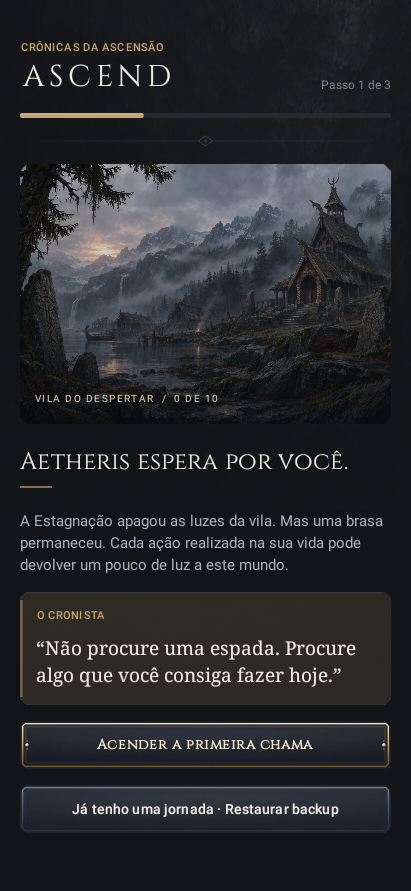 CRÔNICAS DA ASCENSÃO
ASCEND
Passo 1 de 3
VILA DO DESPERTAR / 0 DE 10
Aetheris espera por você.
A Estagnação apagou as luzes da vila. Mas uma brasa
permaneceu. Cada ação realizada na sua vida pode
devolver um pouco de luz a este mundo.
O CRONISTA
“Não procure uma espada. Procure
algo que você consiga fazer hoje.”
Acender a primeira chama
Já tenho uma jornada · Restaurar backup